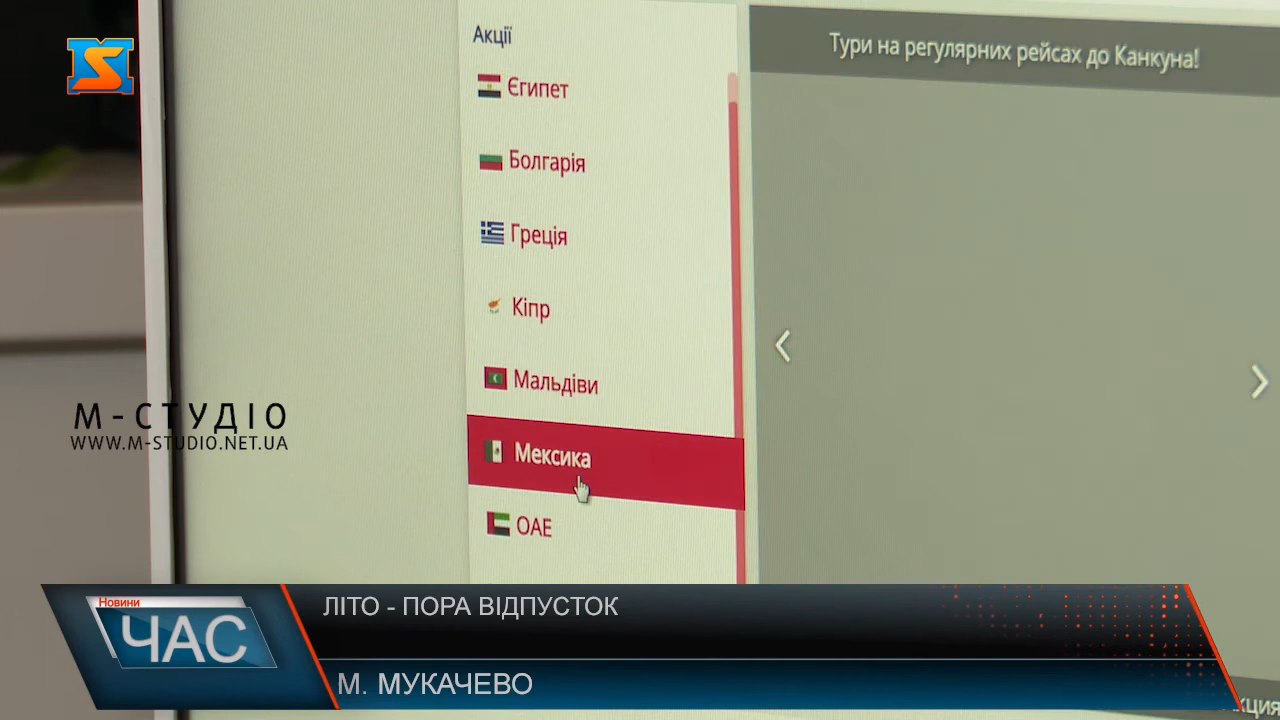 Акції
Тури на регулярних рейсах до Канкуна!
Єгипет
Болгарія
Греція
Кіпр
Мальдіви
Мексика
ОАЕ
М-СТУДІО
WWW.M-STUDIO.NET.UA
Новини
ЧАС
ЛІТО - ПОРА ВІДПУСТОК
М. МУКАЧЕВО